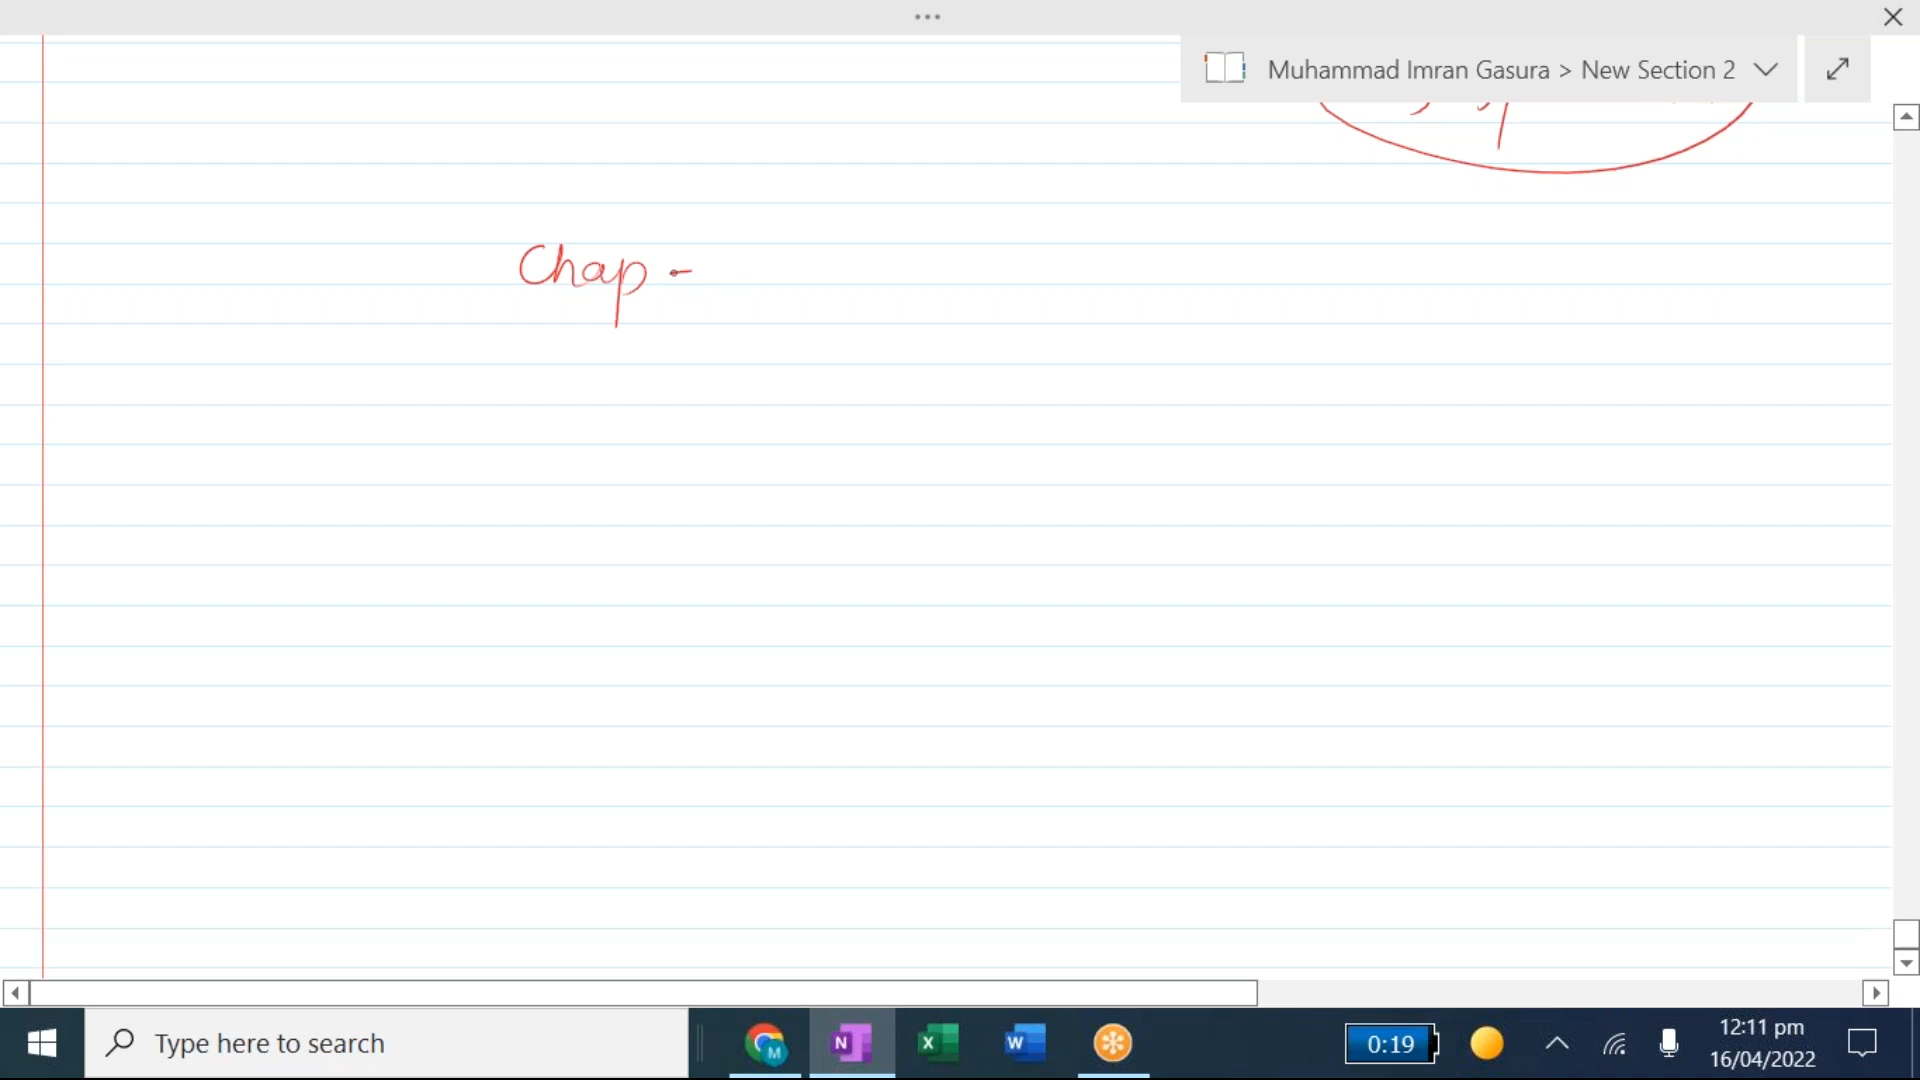 Muhammad Imran Gasura > New Section 2
Chap -
Type here to search
0:19
12:11 pm
16/04/2022